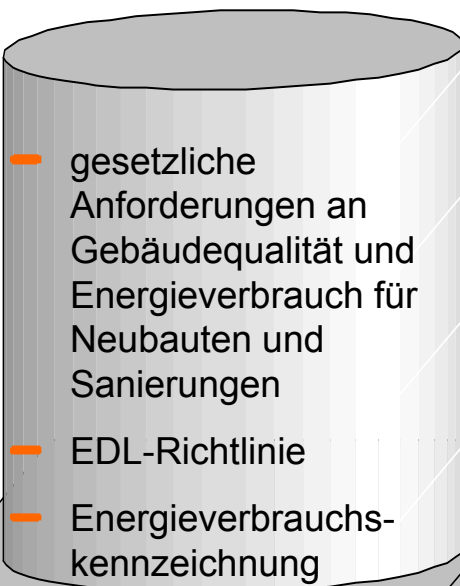 gesetzliche
Anforderungen an
Gebäudequalität und
Energieverbrauch für
Neubauten und
Sanierungen
EDL-Richtlinie
Energieverbrauchs-
kennzeichnung